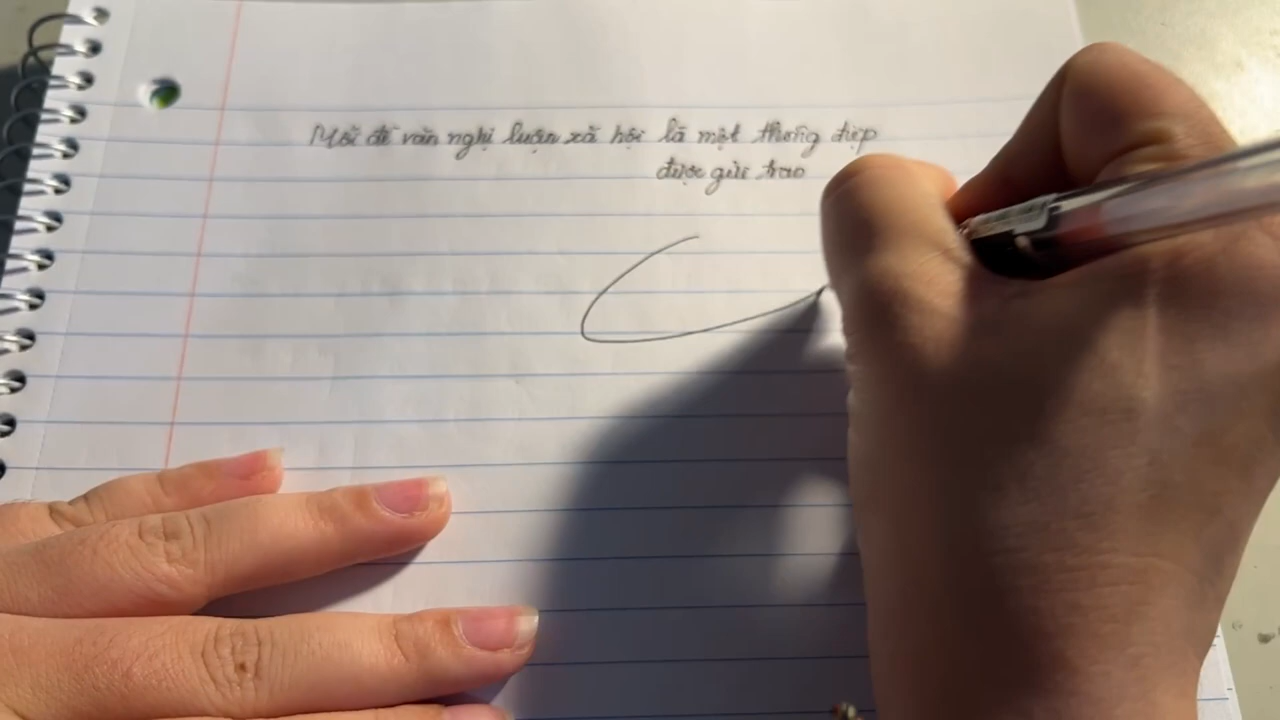 Mỗi đề văn nghị luận xã hội là một thông điệp
được gửi trao